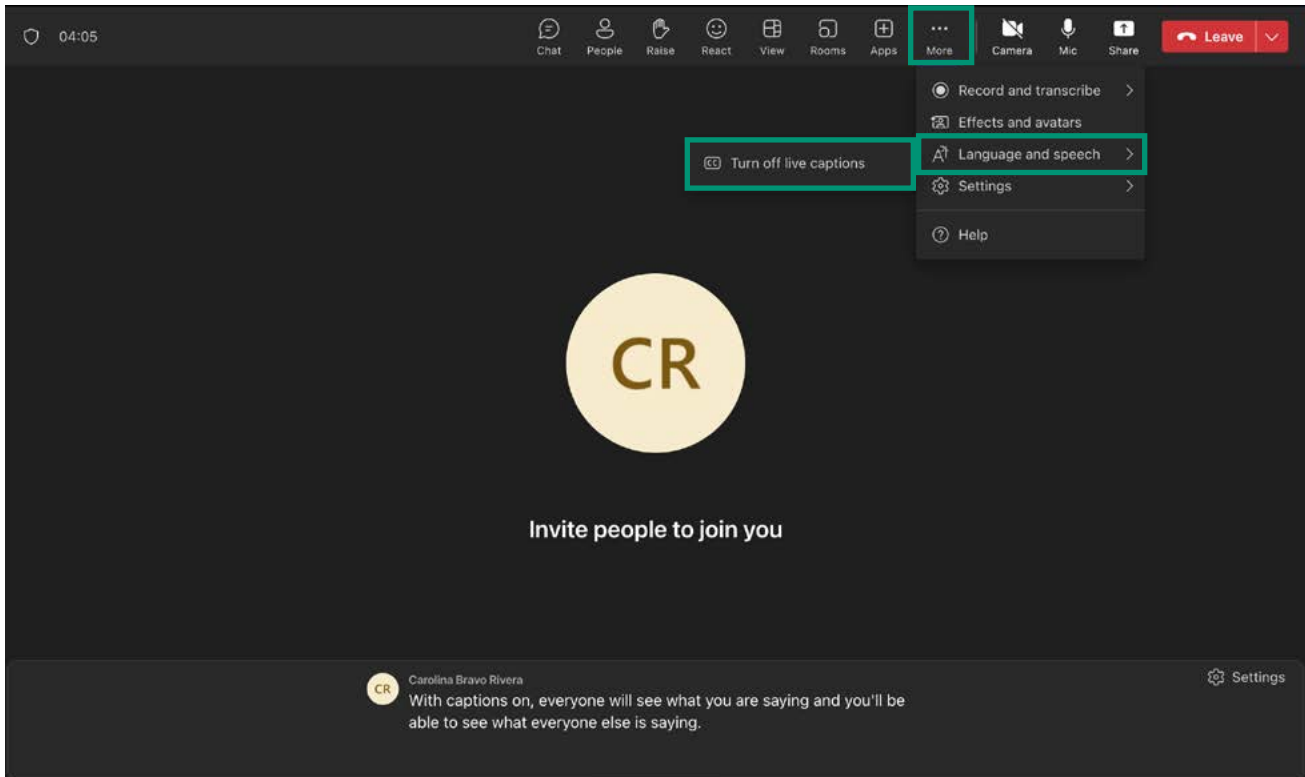 04:05
Chat People Raise React View Rooms Apps More Camera Mic Share Leave
Record and transcribe
Effects and avatars
CC Turn off live captions
Language and speech
Settings
Help
CR
Invite people to join you
CR
Carolina Bravo Rivera
With captions on, everyone will see what you are saying and you'll be
able to see what everyone else is saying.
Settings